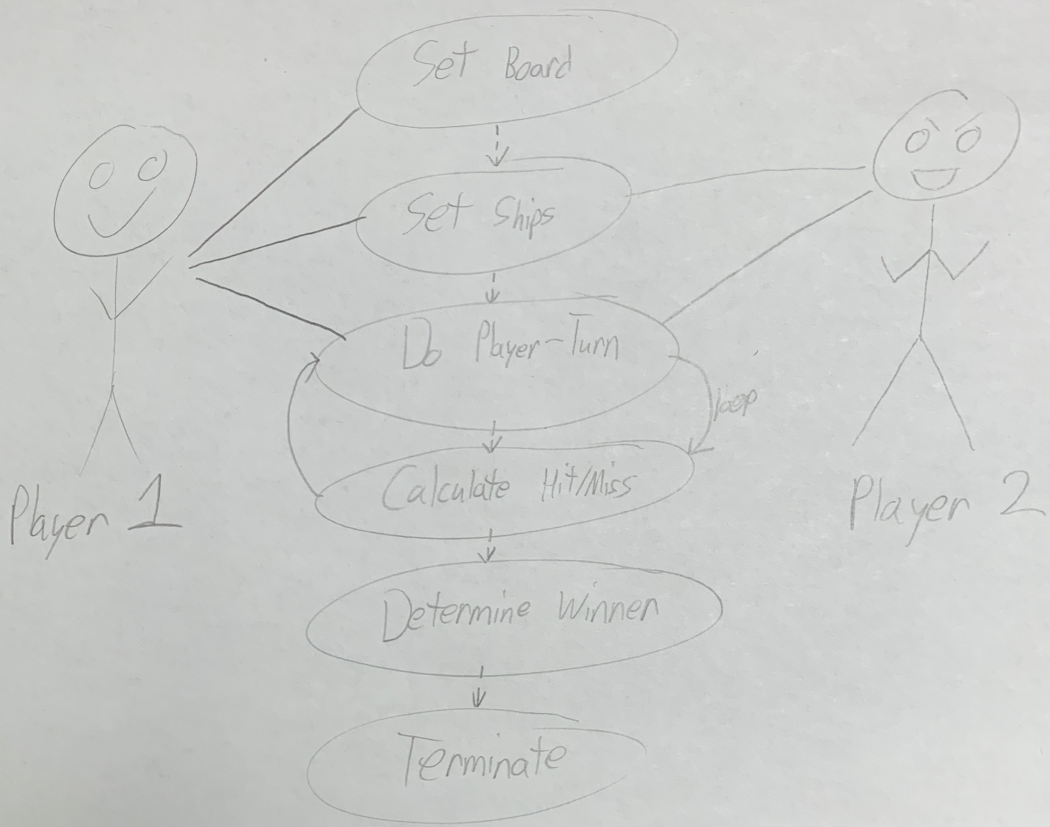 Set Board
Set Ships
Do Player-Turn
loop
Calculate Hit/Miss
Player 1
Player 2
Determine Winner
Terminate